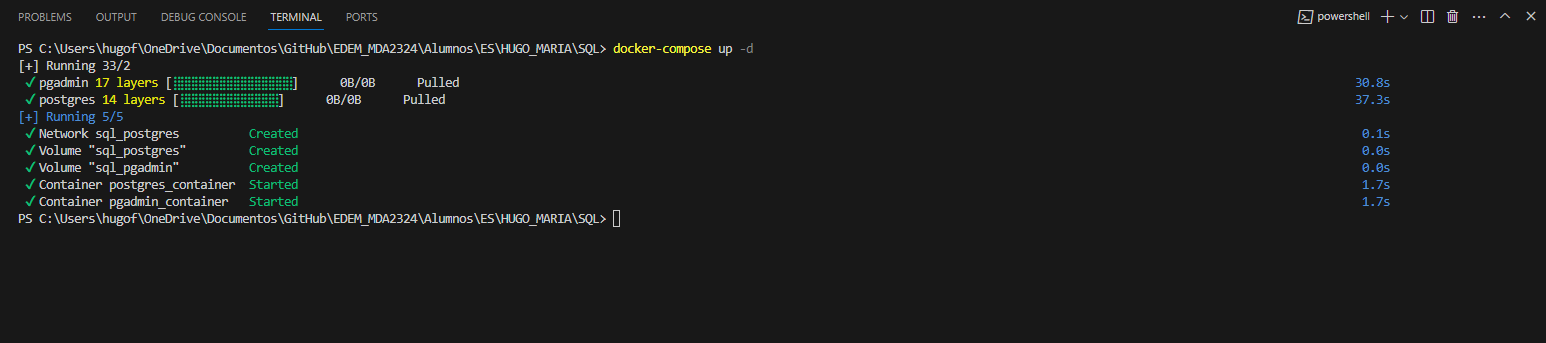 PROBLEMS OUTPUT DEBUG CONSOLE TERMINAL PORTS powershell
PS C:\Users\hugof\OneDrive\Documentos\GitHub\EDEM_MDA2324\Alumnos\ES\HUGO_MARIA\SQL> docker-compose up -d
[+] Running 33/2
✓ pgadmin 17 layers [⣿⣿⣿⣿⣿⣿⣿⣿⣿⣿⣿⣿⣿⣿⣿⣿⣿] 0B/0B Pulled 30.8s
✓ postgres 14 layers [⣿⣿⣿⣿⣿⣿⣿⣿⣿⣿⣿⣿⣿⣿] 0B/0B Pulled 37.3s
[+] Running 5/5
✓ Network sql_postgres Created 0.1s
✓ Volume "sql_postgres" Created 0.0s
✓ Volume "sql_pgadmin" Created 0.0s
✓ Container postgres_container Started 1.7s
✓ Container pgadmin_container Started 1.7s
PS C:\Users\hugof\OneDrive\Documentos\GitHub\EDEM_MDA2324\Alumnos\ES\HUGO_MARIA\SQL>